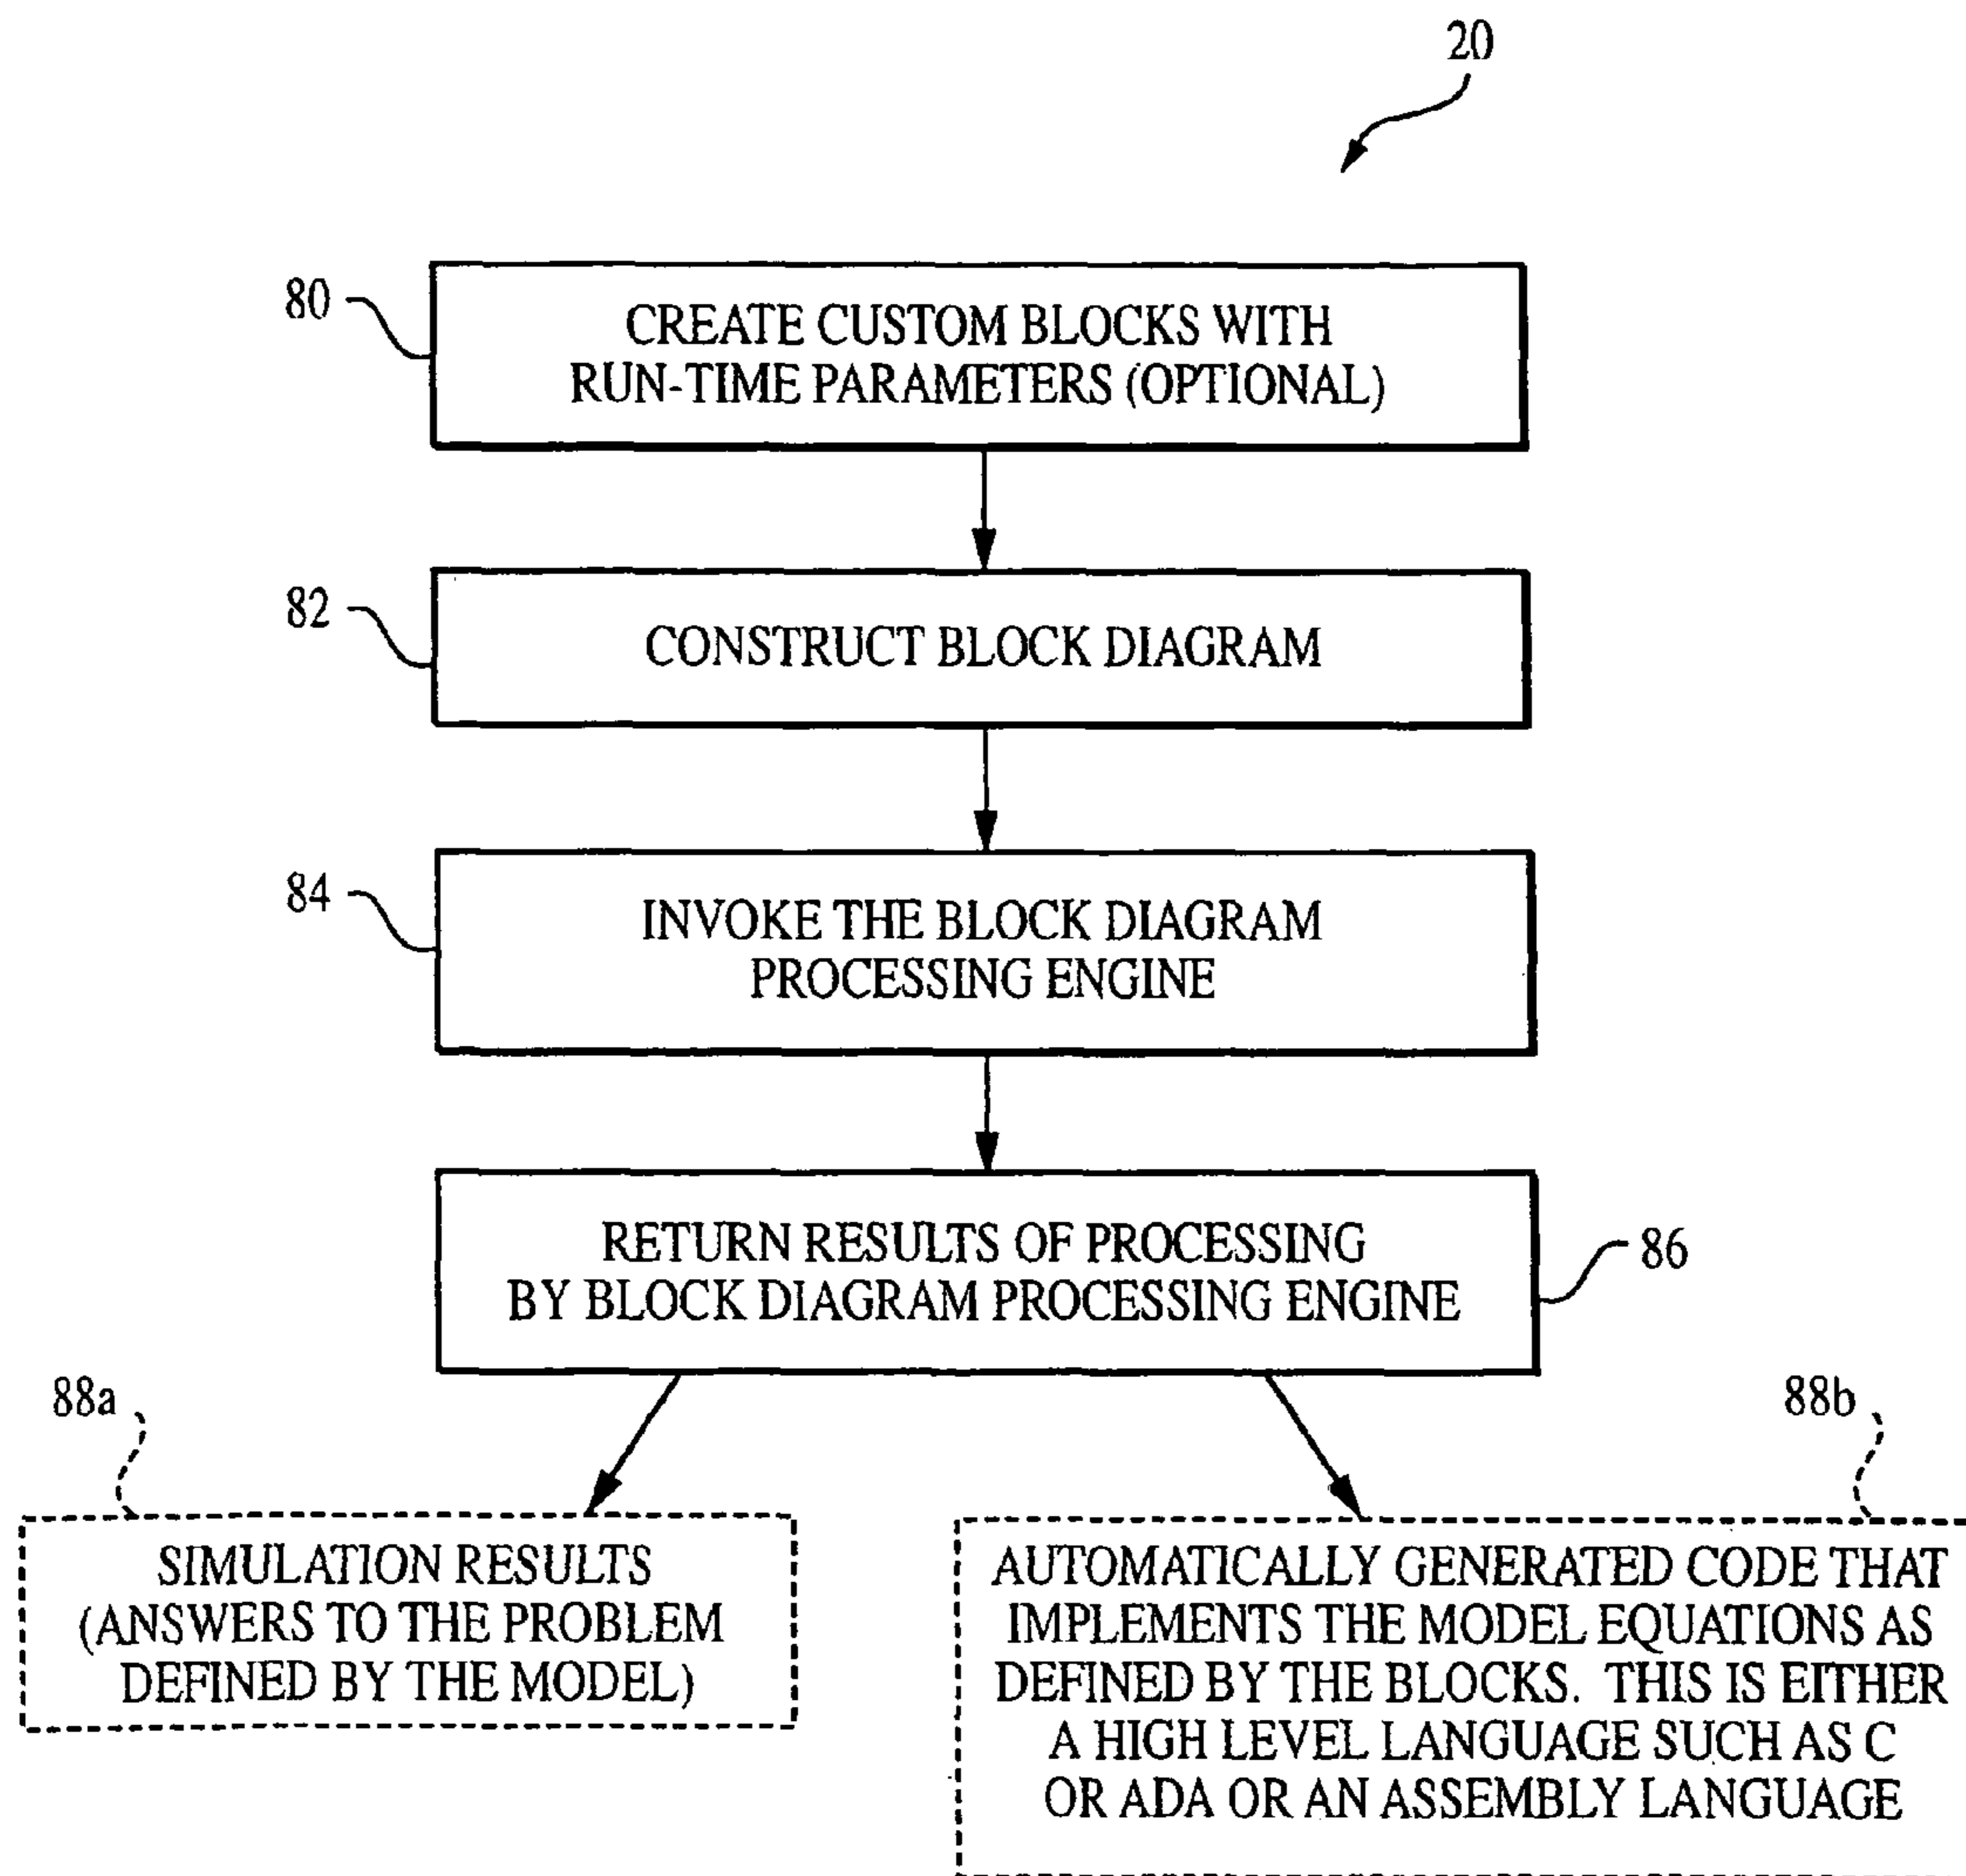 20
80
CREATE CUSTOM BLOCKS WITH
RUN-TIME PARAMETERS (OPTIONAL)
82
CONSTRUCT BLOCK DIAGRAM
84
INVOKE THE BLOCK DIAGRAM
PROCESSING ENGINE
RETURN RESULTS OF PROCESSING
BY BLOCK DIAGRAM PROCESSING ENGINE
86
88a
SIMULATION RESULTS
(ANSWERS TO THE PROBLEM
DEFINED BY THE MODEL)
88b
AUTOMATICALLY GENERATED CODE THAT
IMPLEMENTS THE MODEL EQUATIONS AS
DEFINED BY THE BLOCKS. THIS IS EITHER
A HIGH LEVEL LANGUAGE SUCH AS C
OR ADA OR AN ASSEMBLY LANGUAGE